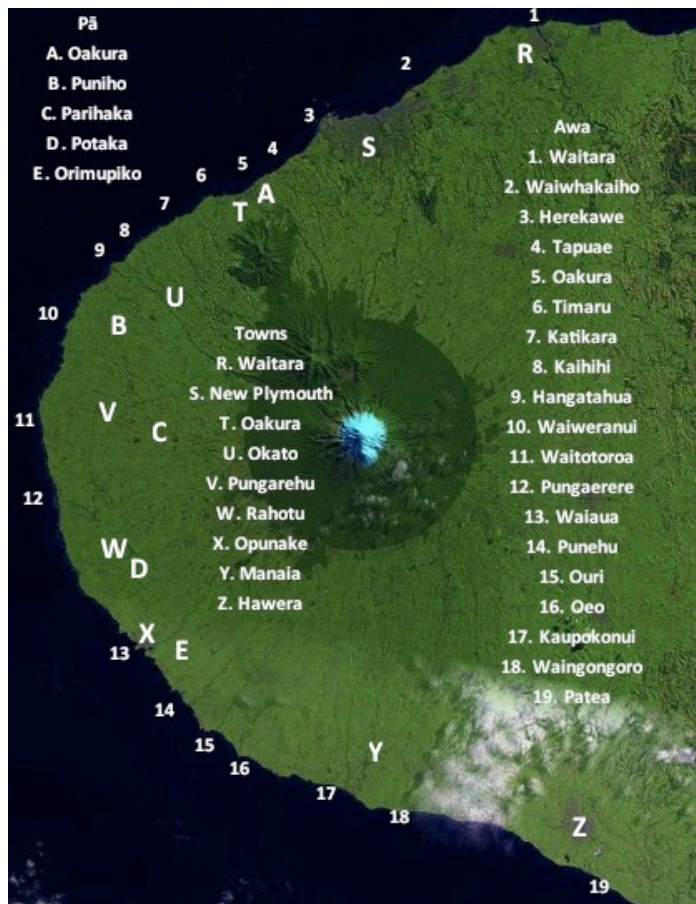 Pā
A. Oakura
B. Puniho
C. Parihaka
D. Potaka
E. Orimupiko
Awa
1. Waitara
2. Waiwhakaiho
3. Herekawe
4. Tapuae
5. Oakura
6. Timaru
7. Katikara
8. Kaihihi
9. Hangatahua
10. Waiweranui
11. Waitotoroa
12. Pungaerere
13. Waiaua
14. Punehu
15. Ouri
16. Oeo
17. Kaupokonui
18. Waingongoro
19. Patea
Towns
R. Waitara
S. New Plymouth
T. Oakura
U. Okato
V. Pungarehu
W. Rahotu
X. Opunake
Y. Manaia
Z. Hawera
1
R
2
3
S
4
5
6
A
T
7
8
9
U
10
B
V
11
C
12
W
D
X
13
E
14
15
Y
16
17
18
Z
19